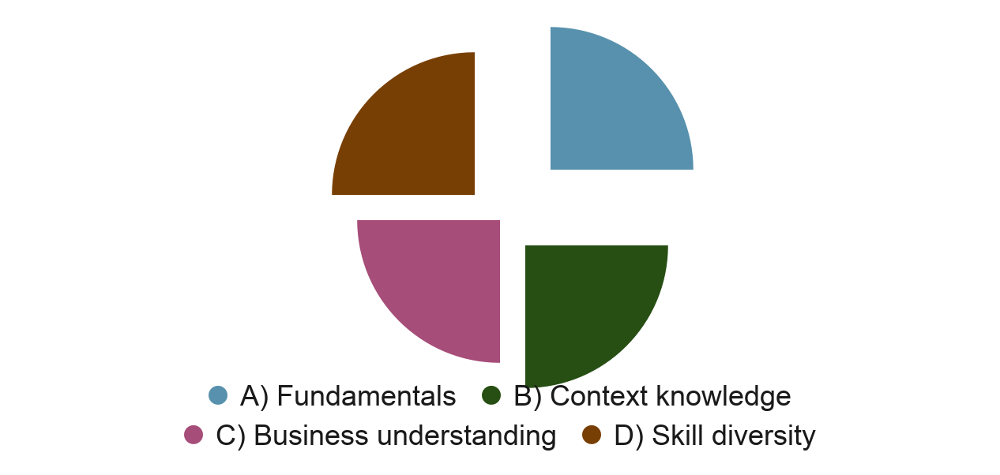 A) Fundamentals B) Context knowledge
C) Business understanding D) Skill diversity